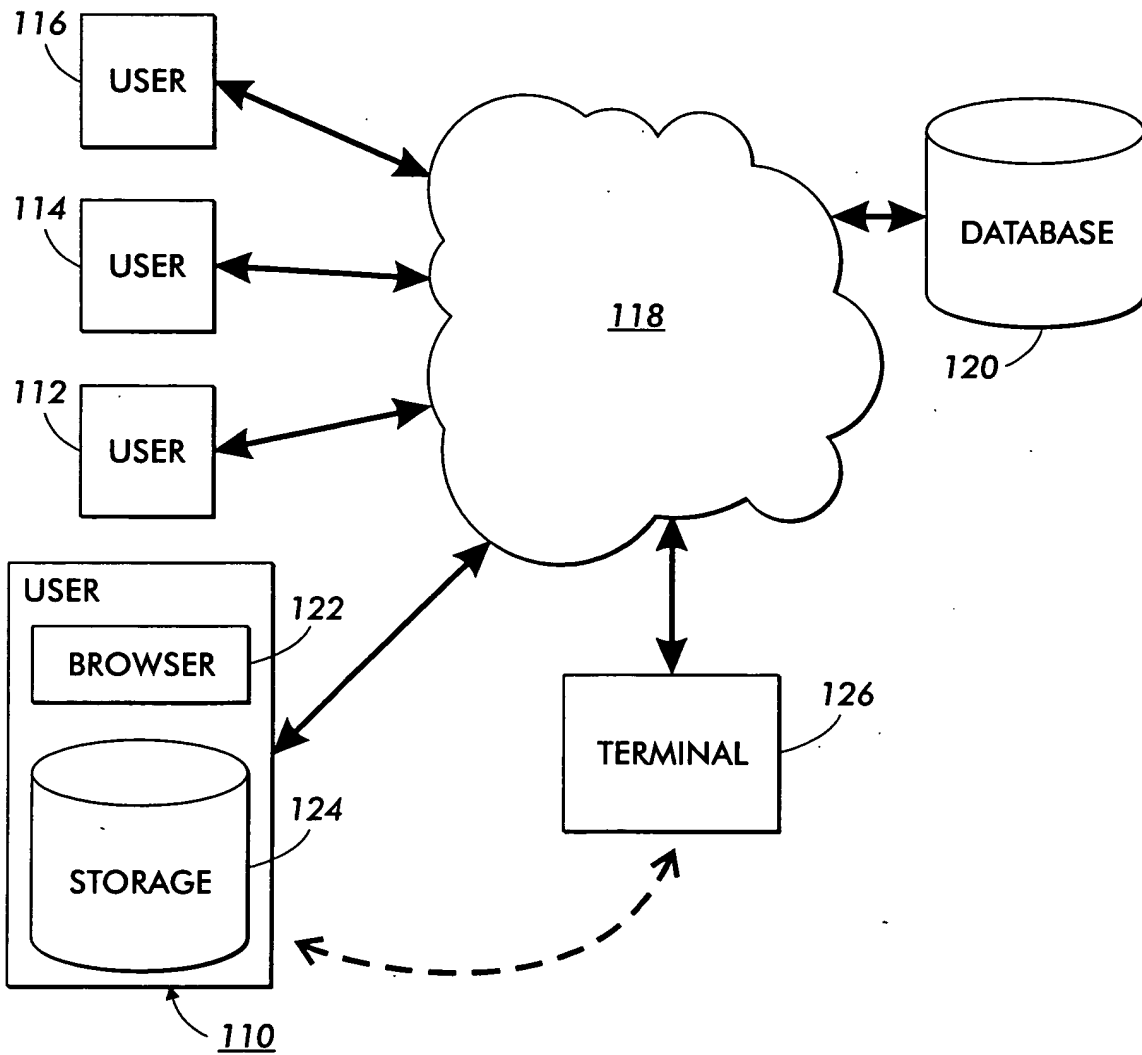 116
USER
114
USER
112
USER
118
DATABASE
120
USER
122
BROWSER
124
STORAGE
110
126
TERMINAL